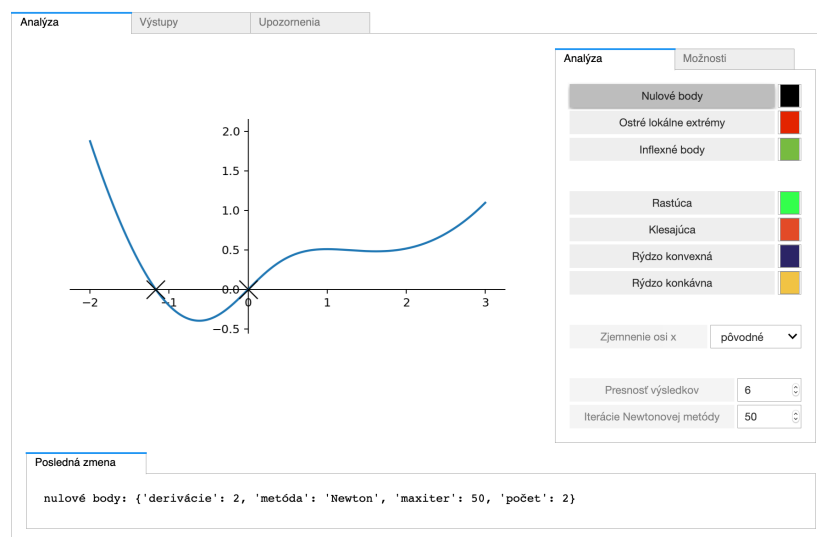 Analýza
Výstupy
Upozornenia
Analýza
Možnosti
Nulové body
Ostré lokálne extrémy
Inflexné body
Rastúca
Klesajúca
Rýdzo konvexná
Rýdzo konkávna
Zjemnenie osi x
pôvodné
Presnosť výsledkov
6
Iterácie Newtonovej metódy
50
2.0
1.5
1.0
0.5
0.0
−0.5
−2
−1
0
1
2
3
Posledná zmena
nulové body: {'derivácie': 2, 'metóda': 'Newton', 'maxiter': 50, 'počet': 2}